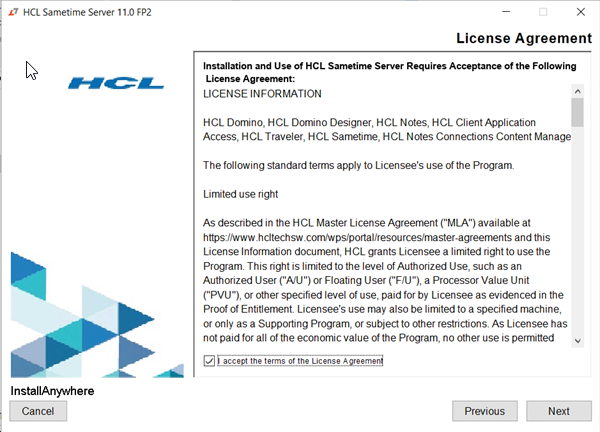 HCL Sametime Server 11.0 FP2
License Agreement
HCL
Installation and Use of HCL Sametime Server Requires Acceptance of the Following
License Agreement:
LICENSE INFORMATION
HCL Domino, HCL Domino Designer, HCL Notes, HCL Client Application
Access, HCL Traveler, HCL Sametime, HCL Notes Connections Content Manage
The following standard terms apply to Licensee's use of the Program.
Limited use right
As described in the HCL Master License Agreement ("MLA") available at
https://www.hcltechsw.com/wps/portal/resources/master-agreements and this
License Information document, HCL grants Licensee a limited right to use the
Program. This right is limited to the level of Authorized Use, such as an
Authorized User ("A/U") or Floating User ("F/U"), a Processor Value Unit
("PVU"), or other specified level of use, paid for by Licensee as evidenced in the
Proof of Entitlement. Licensee's use may also be limited to a specified machine,
or only as a Supporting Program, or subject to other restrictions. As Licensee has
not paid for all of the economic value of the Program, no other use is permitted
I accept the terms of the License Agreement
InstallAnywhere
Cancel
Previous
Next